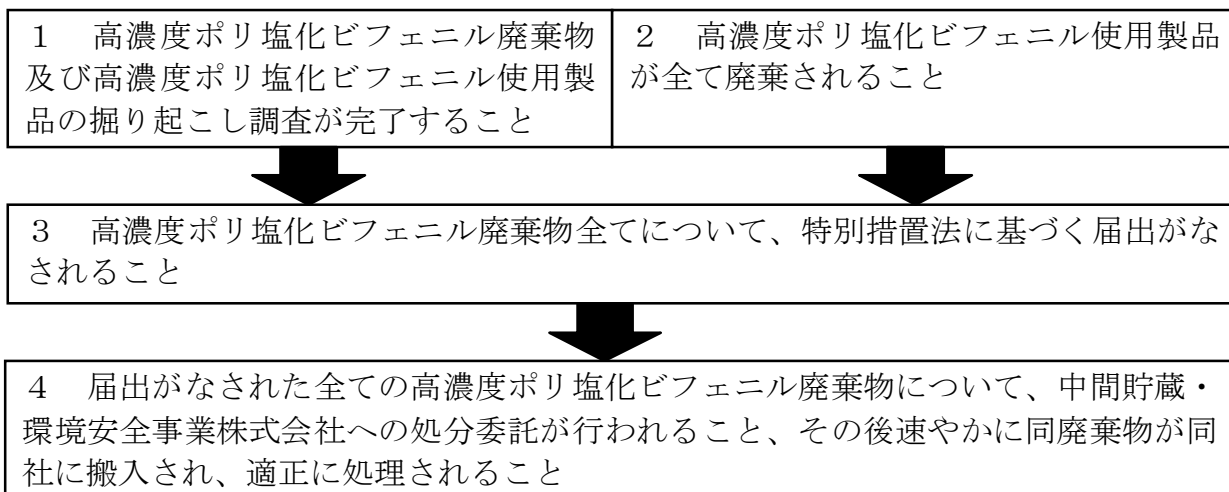 １　高濃度ポリ塩化ビフェニル廃棄物
及び高濃度ポリ塩化ビフェニル使用製
品の掘り起こし調査が完了すること
２　高濃度ポリ塩化ビフェニル使用製品
が全て廃棄されること
３　高濃度ポリ塩化ビフェニル廃棄物全てについて、特別措置法に基づく届出がな
されること
４　届出がなされた全ての高濃度ポリ塩化ビフェニル廃棄物について、中間貯蔵・
環境安全事業株式会社への処分委託が行われること、その後速やかに同廃棄物が同
社に搬入され、適正に処理されること